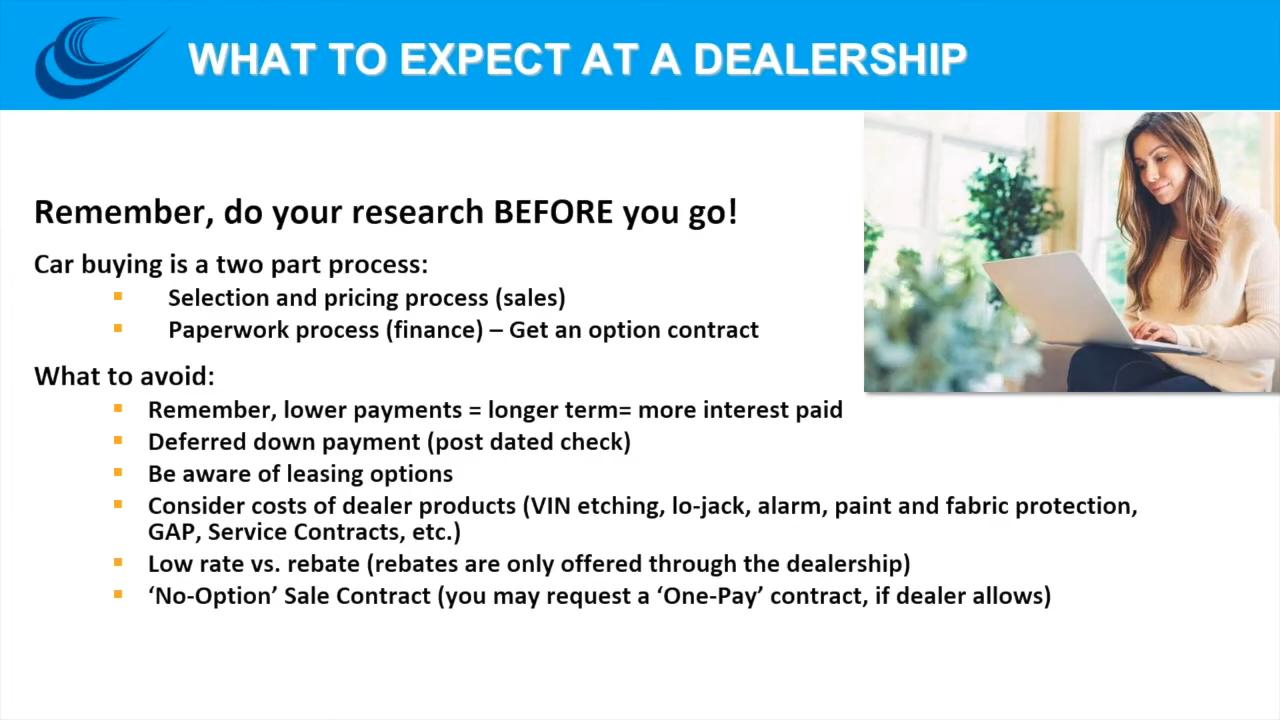 WHAT TO EXPECT AT A DEALERSHIP
Remember, do your research BEFORE you go!
Car buying is a two part process:
Selection and pricing process (sales)
Paperwork process (finance) – Get an option contract
What to avoid:
Remember, lower payments = longer term= more interest paid
Deferred down payment (post dated check)
Be aware of leasing options
Consider costs of dealer products (VIN etching, lo-jack, alarm, paint and fabric protection,
GAP, Service Contracts, etc.)
Low rate vs. rebate (rebates are only offered through the dealership)
‘No-Option’ Sale Contract (you may request a ‘One-Pay’ contract, if dealer allows)